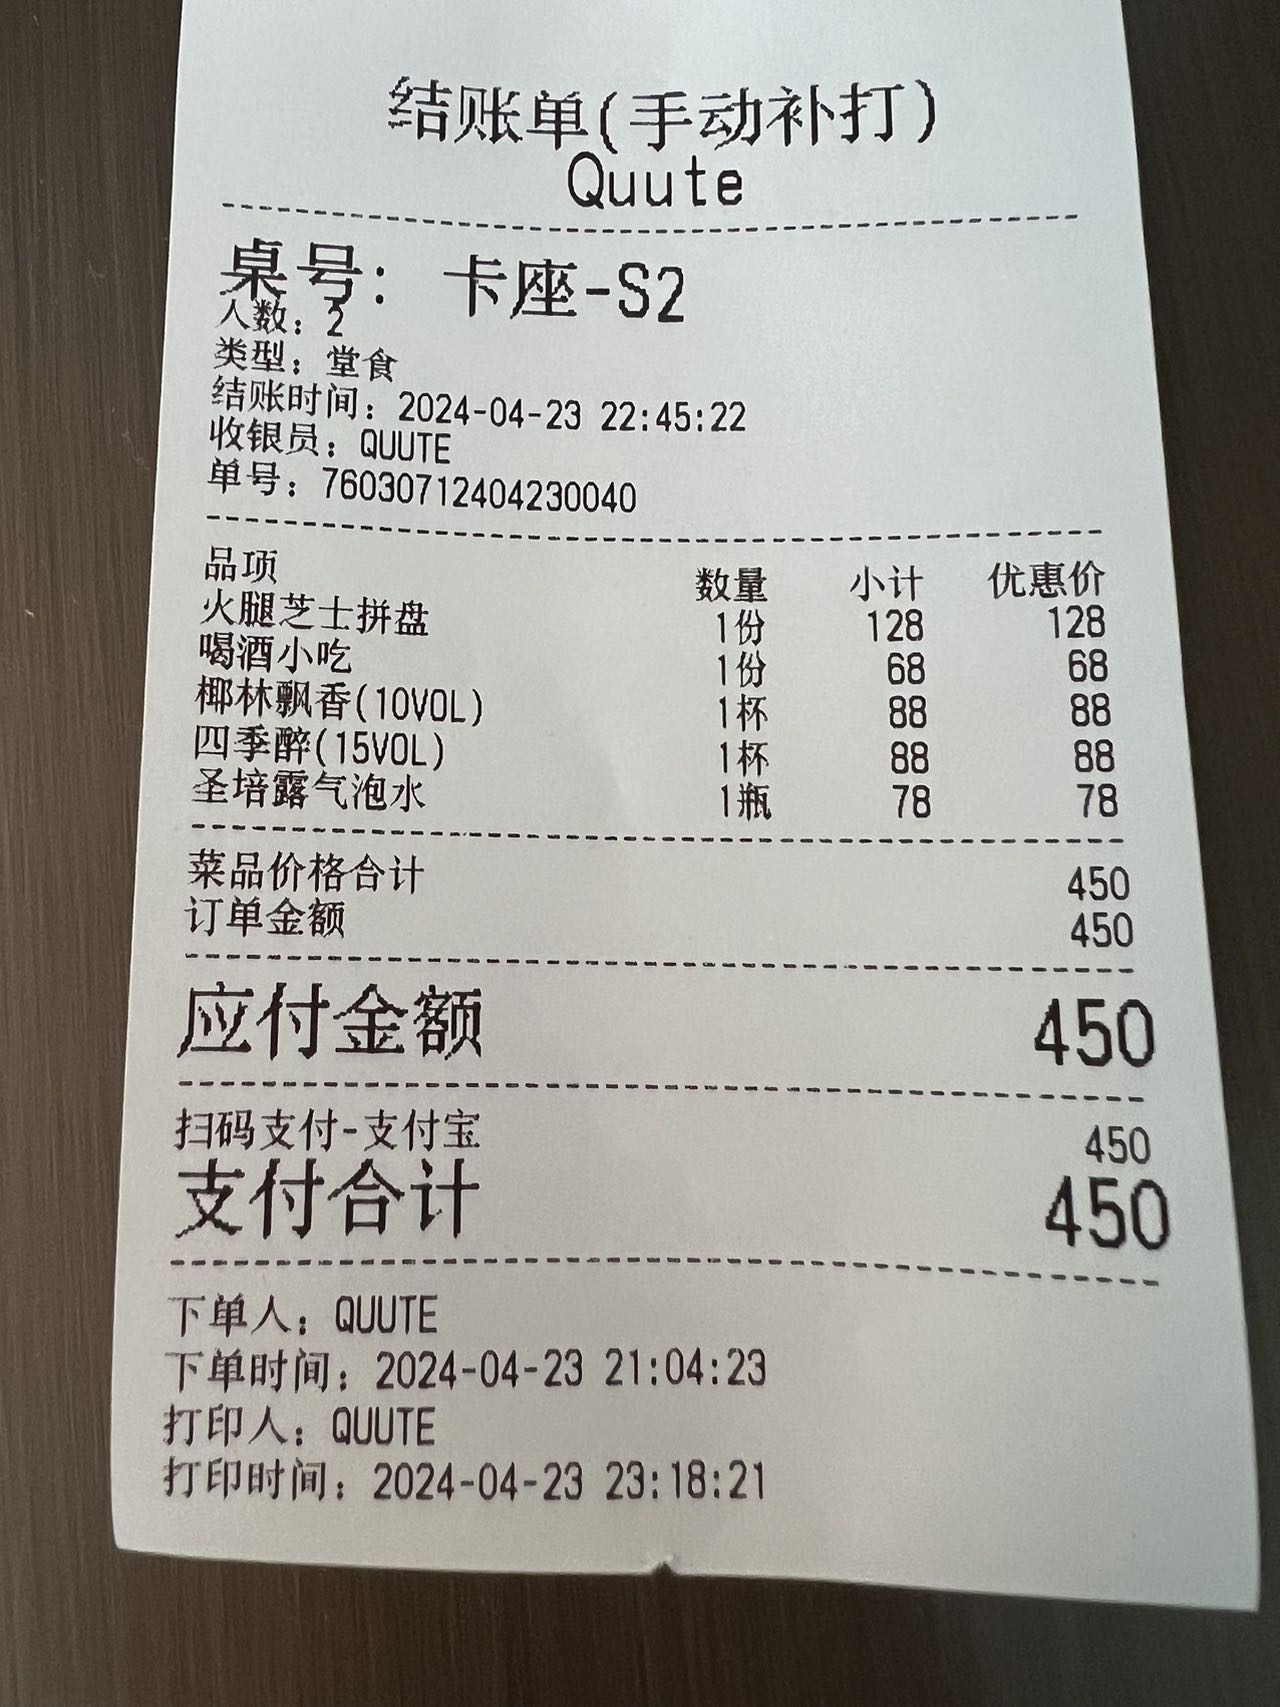 结账单(手动补打)
Quute
桌号: 卡座-S2
人数: 2
类型: 堂食
结账时间: 2024-04-23 22:45:22
收银员: QUUTE
单号: 76030712404230040
品项 数量 小计 优惠价
火腿芝士拼盘 1份 128 128
喝酒小吃 1份 68 68
椰林飘香(10VOL) 1杯 88 88
四季醉(15VOL) 1杯 88 88
圣培露气泡水 1瓶 78 78
菜品价格合计 450
订单金额 450
应付金额 450
扫码支付-支付宝 450
支付合计 450
下单人: QUUTE
下单时间: 2024-04-23 21:04:23
打印人: QUUTE
打印时间: 2024-04-23 23:18:21